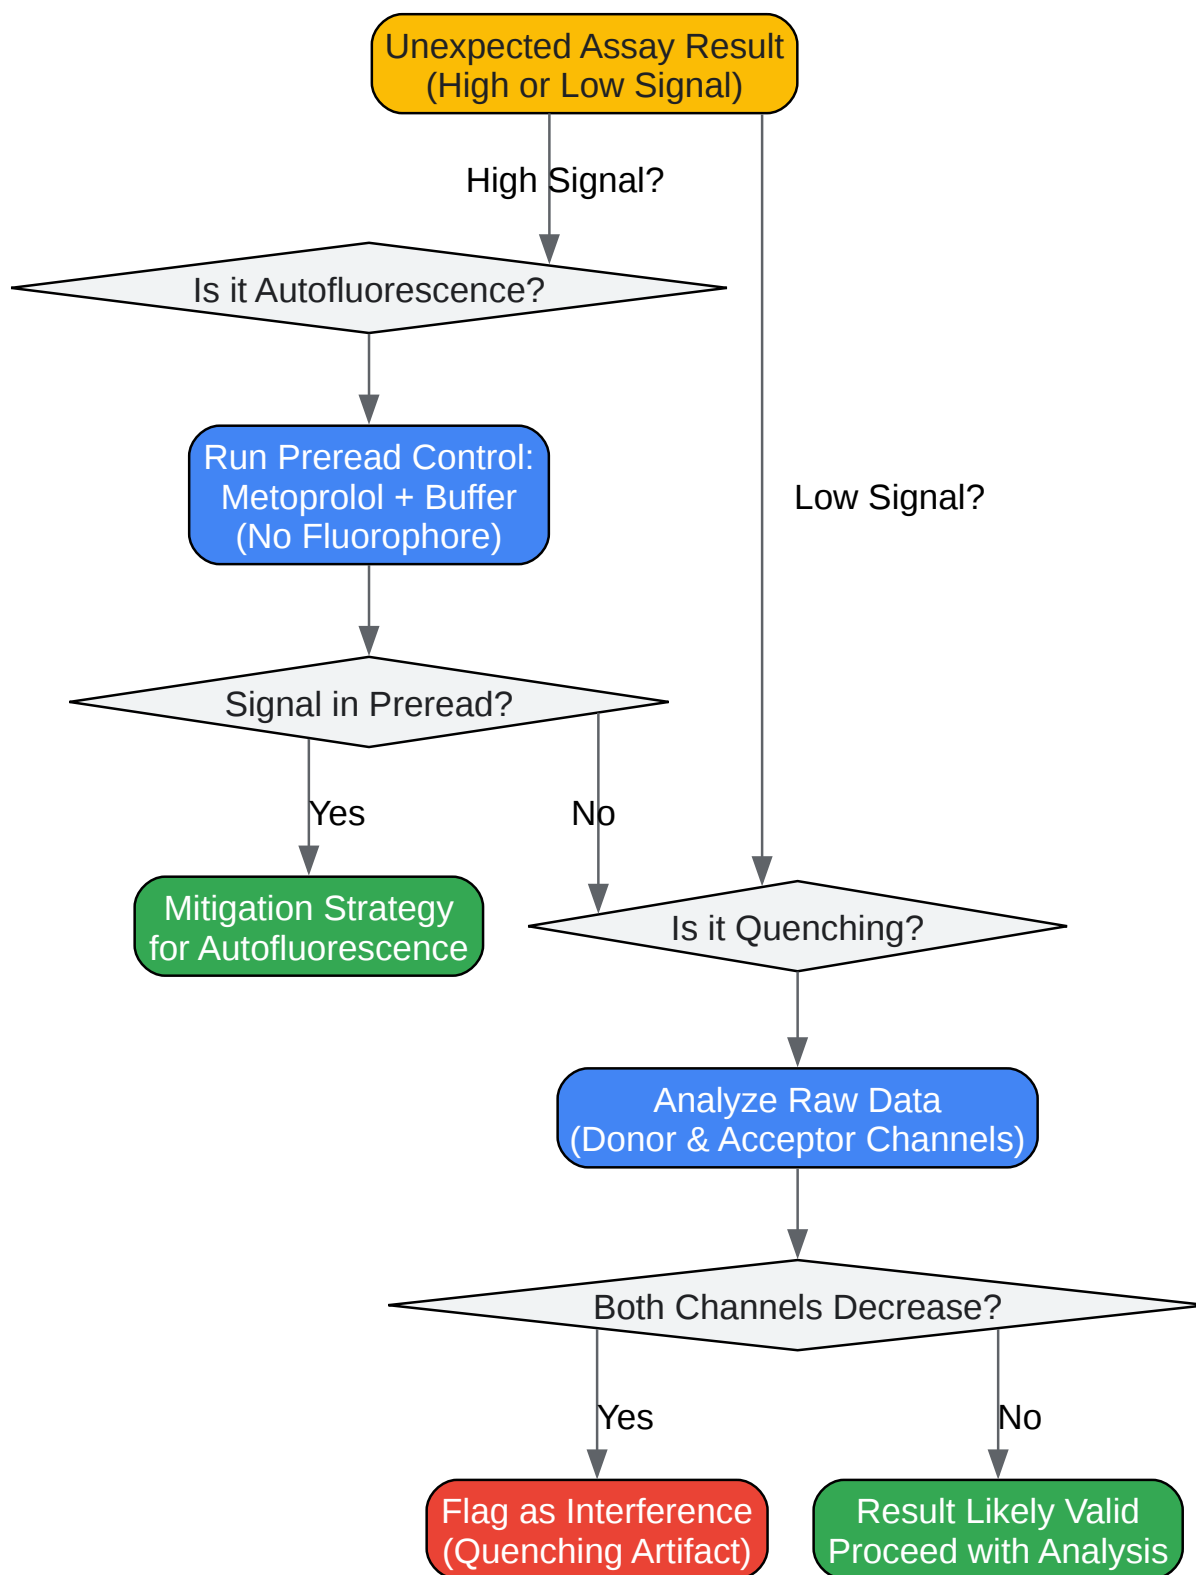 Unexpected Assay Result
(High or Low Signal)
High Signal?
Is it Autofluorescence?
Run Preread Control:
Metoprolol + Buffer
(No Fluorophore)
Low Signal?
Signal in Preread?
Yes
No
Mitigation Strategy
for Autofluorescence
Is it Quenching?
Analyze Raw Data
(Donor & Acceptor Channels)
Both Channels Decrease?
Yes
No
Flag as Interference
(Quenching Artifact)
Result Likely Valid
Proceed with Analysis